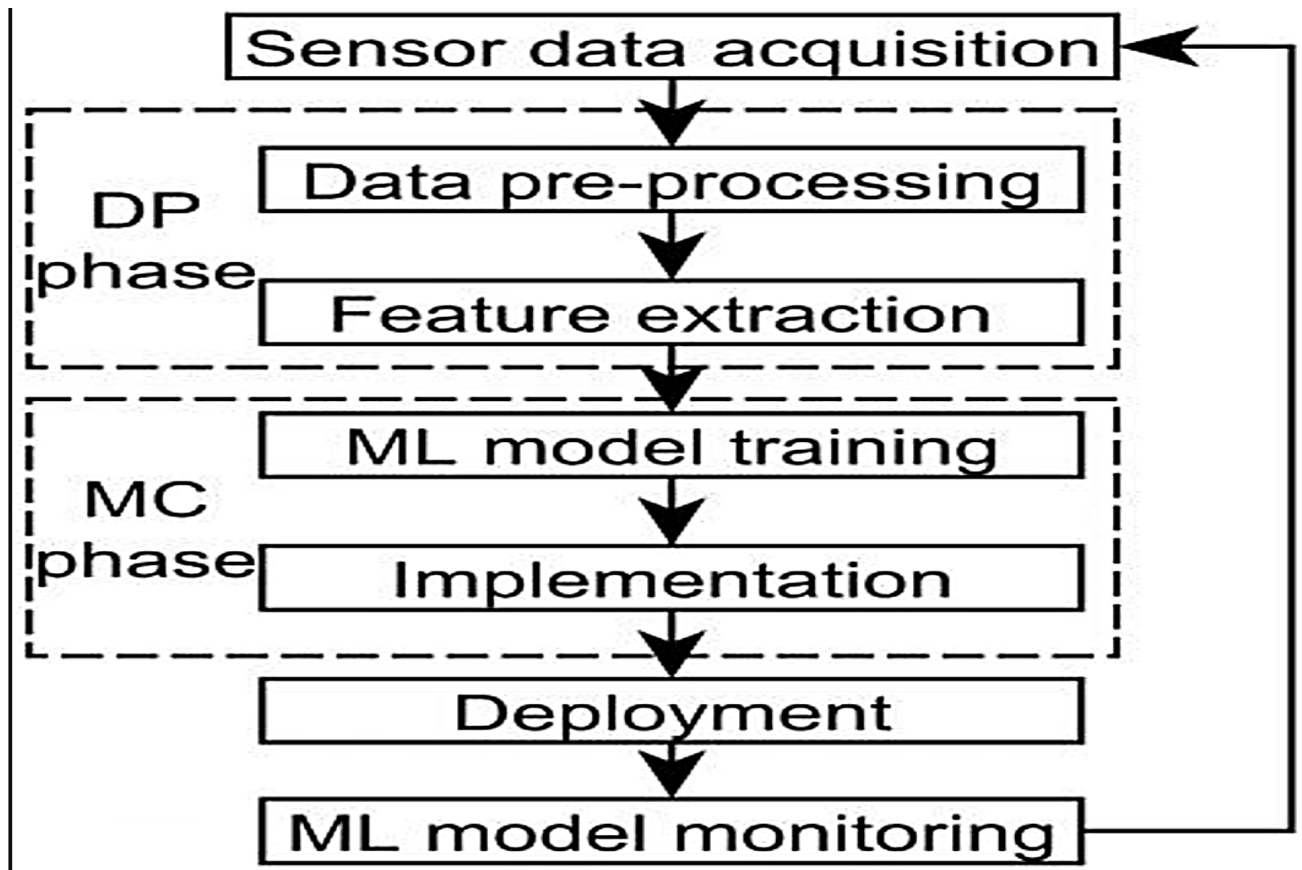 Sensor data acquisition
Data pre-processing
DP
phase
Feature extraction
ML model training
MC
phase
Implementation
Deployment
ML model monitoring